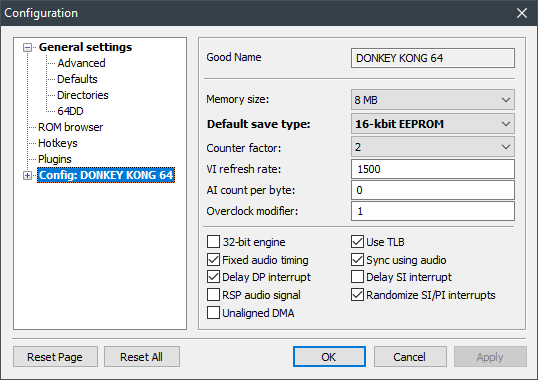 Configuration
General settings
Advanced
Defaults
Directories
64DD
ROM browser
Hotkeys
Plugins
Config: DONKEY KONG 64
Good Name DONKEY KONG 64
Memory size: 8 MB
Default save type: 16-kbit EEPROM
Counter factor: 2
VI refresh rate: 1500
AI count per byte: 0
Overclock modifier: 1
32-bit engine Use TLB
Fixed audio timing Sync using audio
Delay DP interrupt Delay SI interrupt
RSP audio signal Randomize SI/PI interrupts
Unaligned DMA
Reset Page Reset All OK Cancel Apply